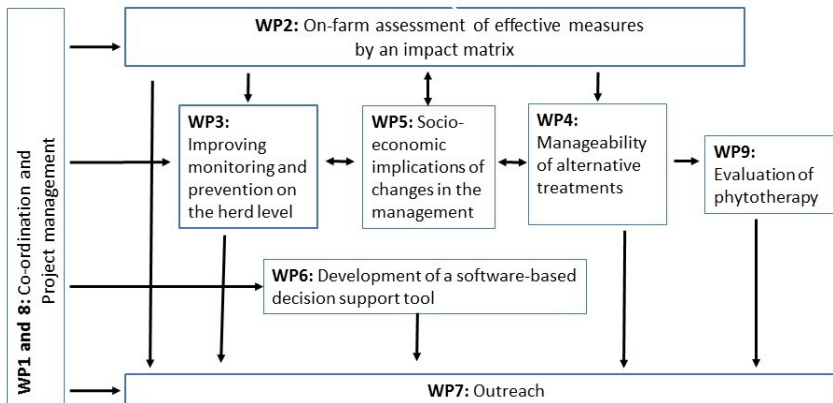 WP1 and 8: Co-ordination and
Project management
WP2: On-farm assessment of effective measures
by an impact matrix
WP3:
Improving
monitoring and
prevention on
the herd level
WP5: Socio-
economic
implications of
changes in the
management
WP4:
Manageability
of alternative
treatments
WP9:
Evaluation of
phytotherapy
WP6: Development of a software-based
decision support tool
WP7: Outreach